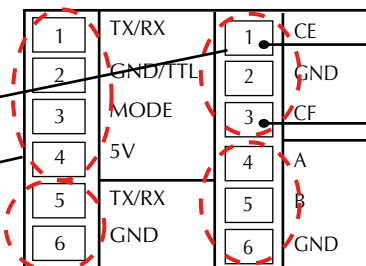 1 TX/RX 1 CE
2 GND/TTL 2 GND
3 MODE 3 CF
4 5V 4 A
5 TX/RX 5 B
6 GND 6 GND